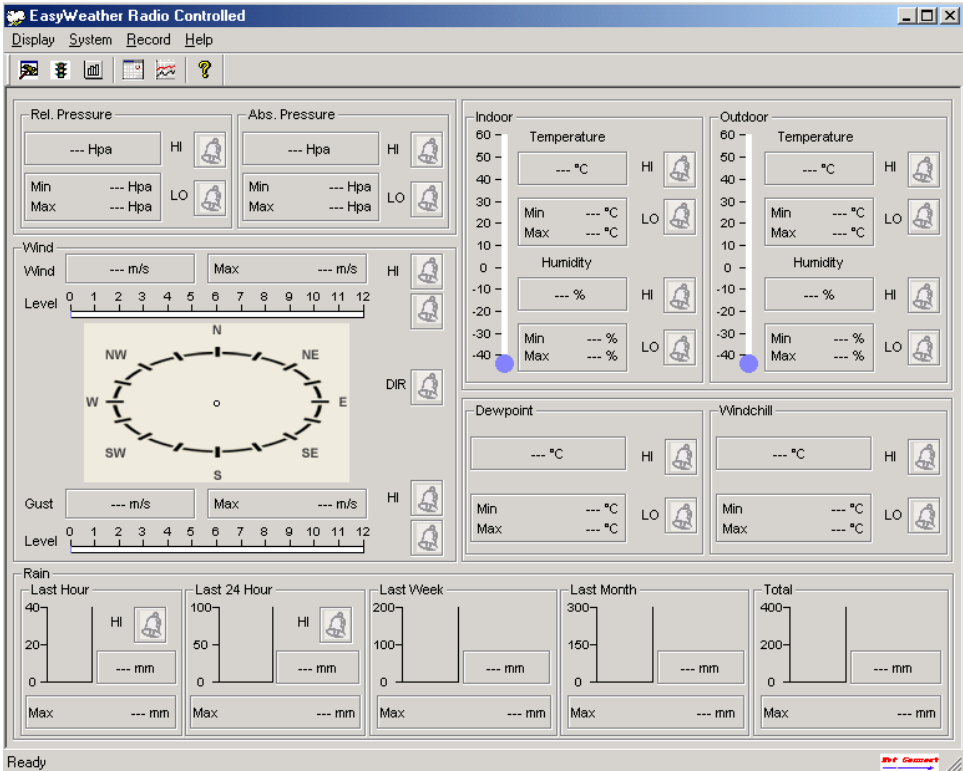 EasyWeather Radio Controlled
Display System Record Help
Rel. Pressure
--- Hpa
HI
Min --- Hpa
Max --- Hpa
LO
Abs. Pressure
--- Hpa
HI
Min --- Hpa
Max --- Hpa
LO
Wind
Wind --- m/s Max --- m/s HI
Level 0 1 2 3 4 5 6 7 8 9 10 11 12
N
NW NE
W E
SW SE
S
DIR
Gust --- m/s Max --- m/s HI
Level 0 1 2 3 4 5 6 7 8 9 10 11 12
Indoor
60
50
40
30
20
10
0
-10
-20
-30
-40
Temperature
--- °C
HI
Min --- °C
Max --- °C
LO
Humidity
--- %
HI
Min --- %
Max --- %
LO
Outdoor
60
50
40
30
20
10
0
-10
-20
-30
-40
Temperature
--- °C
HI
Min --- °C
Max --- °C
LO
Humidity
--- %
HI
Min --- %
Max --- %
LO
Dewpoint
--- °C
HI
Min --- °C
Max --- °C
LO
Windchill
--- °C
HI
Min --- °C
Max --- °C
LO
Rain
Last Hour
40
20
0
HI
--- mm
Max --- mm
Last 24 Hour
100
50
0
HI
--- mm
Max --- mm
Last Week
200
100
0
--- mm
Max --- mm
Last Month
300
150
0
--- mm
Max --- mm
Total
400
200
0
--- mm
Max --- mm
Ready